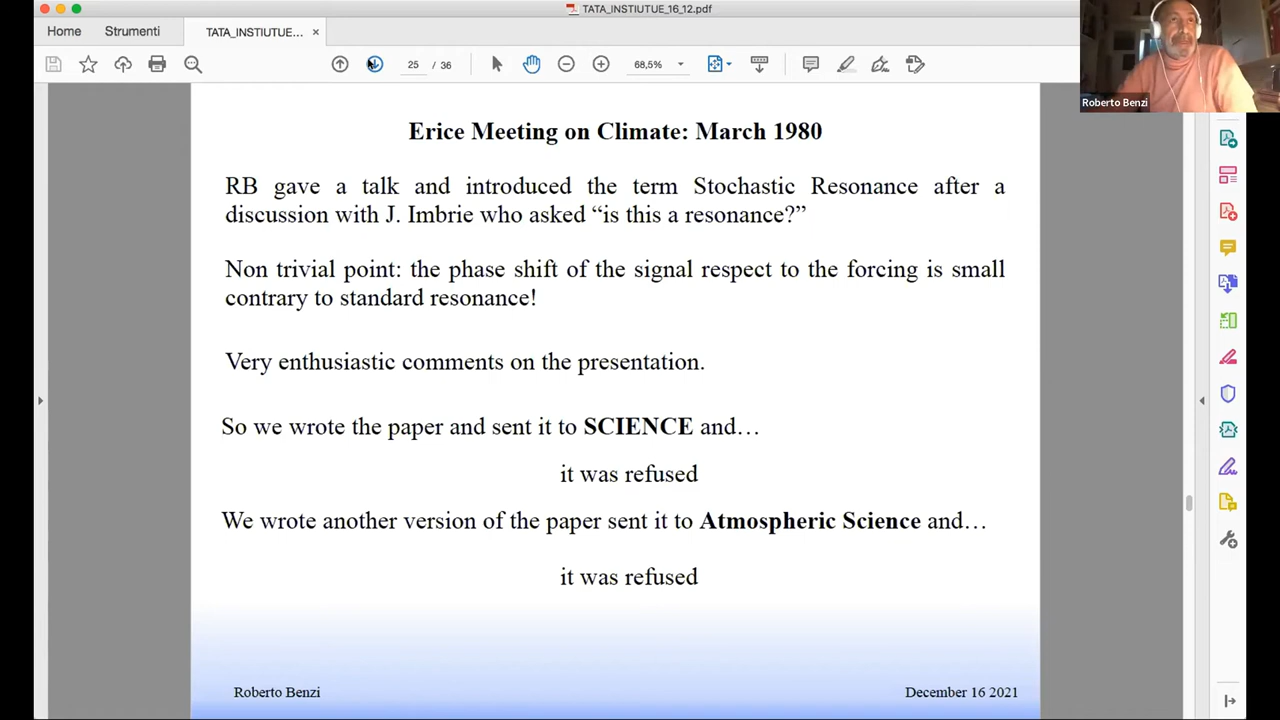 TATA_INSTIUTUE_16_12.pdf
Home
Strumenti
TATA_INSTIUTUE...
25 / 36
68,5%
Roberto Benzi
Erice Meeting on Climate: March 1980
RB gave a talk and introduced the term Stochastic Resonance after a
discussion with J. Imbrie who asked “is this a resonance?”
Non trivial point: the phase shift of the signal respect to the forcing is small
contrary to standard resonance!
Very enthusiastic comments on the presentation.
So we wrote the paper and sent it to SCIENCE and…
it was refused
We wrote another version of the paper sent it to Atmospheric Science and…
it was refused
Roberto Benzi
December 16 2021